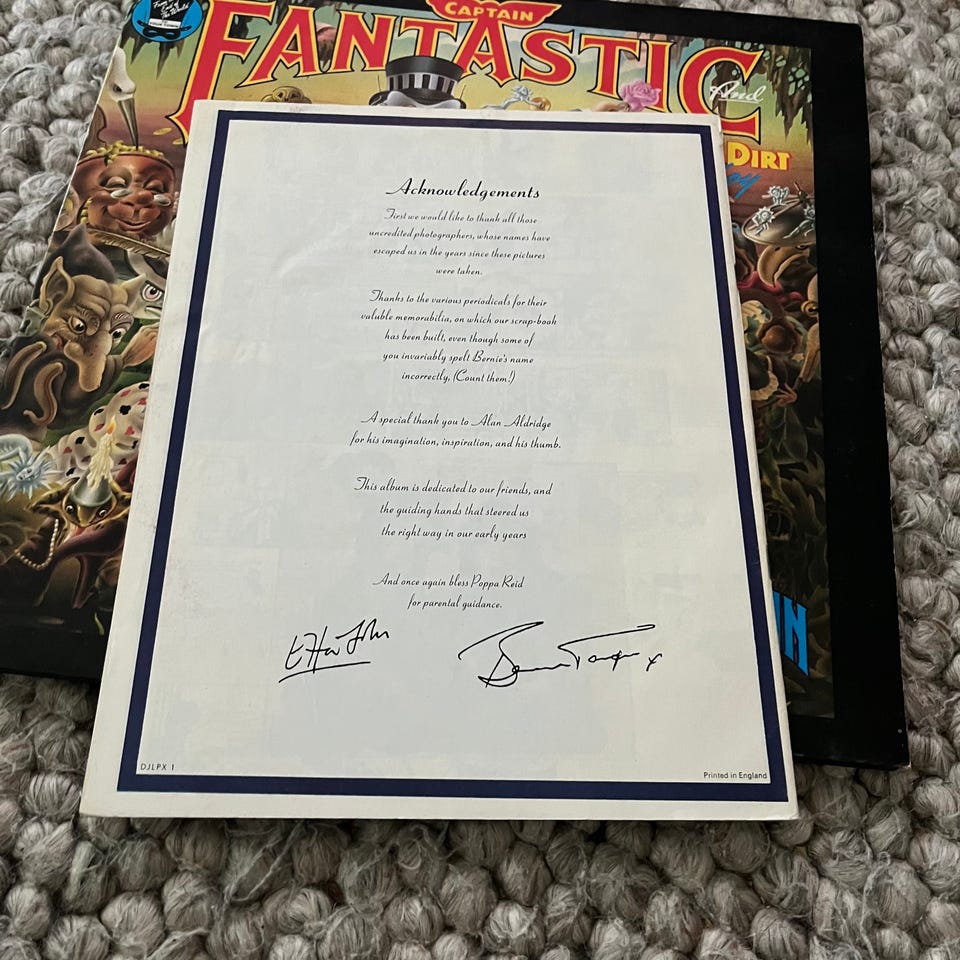 CAPTAIN
FANTASTIC
And
DIRT
Acknowledgements
First we would like to thank all those
uncredited photographers, whose names have
escaped us in the years since these pictures
were taken.
Thanks to the various periodicals for their
valuble memorabilia, on which our scrap-book
has been built, even though some of
you invariably spelt Bernie's name
incorrectly, (Count them!)
A special thank you to Alan Aldridge
for his imagination, inspiration, and his thumb.
This album is dedicated to our friends, and
the guiding hands that steered us
the right way in our early years
And once again bless Poppa Reid
for parental guidance.
DJLPX 1
Printed in England